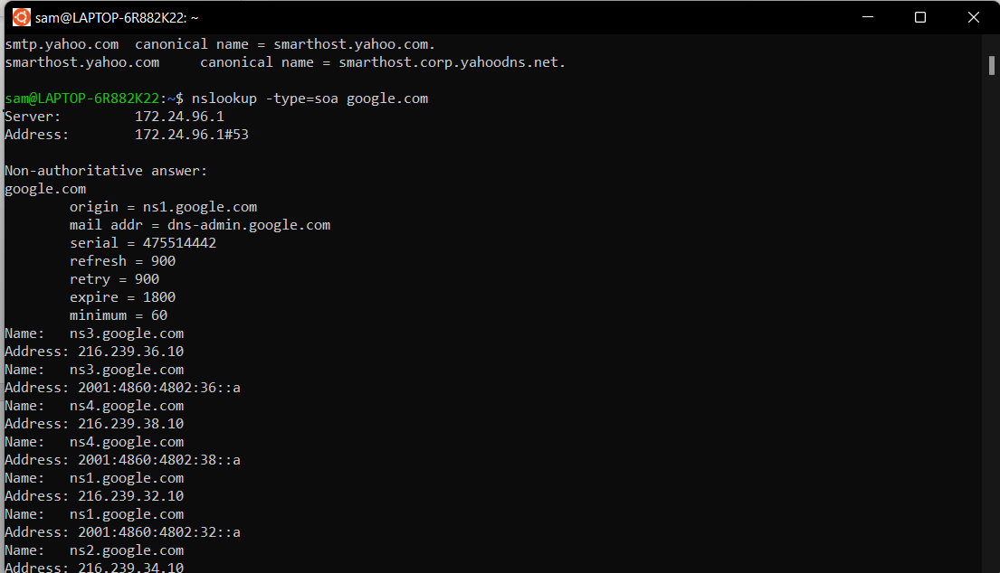 sam@LAPTOP-6R882K22: ~
smtp.yahoo.com  canonical name = smarthost.yahoo.com.
smarthost.yahoo.com     canonical name = smarthost.corp.yahoodns.net.

sam@LAPTOP-6R882K22:~$ nslookup -type=soa google.com
Server:         172.24.96.1
Address:        172.24.96.1#53

Non-authoritative answer:
google.com
        origin = ns1.google.com
        mail addr = dns-admin.google.com
        serial = 475514442
        refresh = 900
        retry = 900
        expire = 1800
        minimum = 60
Name:   ns3.google.com
Address: 216.239.36.10
Name:   ns3.google.com
Address: 2001:4860:4802:36::a
Name:   ns4.google.com
Address: 216.239.38.10
Name:   ns4.google.com
Address: 2001:4860:4802:38::a
Name:   ns1.google.com
Address: 216.239.32.10
Name:   ns1.google.com
Address: 2001:4860:4802:32::a
Name:   ns2.google.com
Address: 216.239.34.10